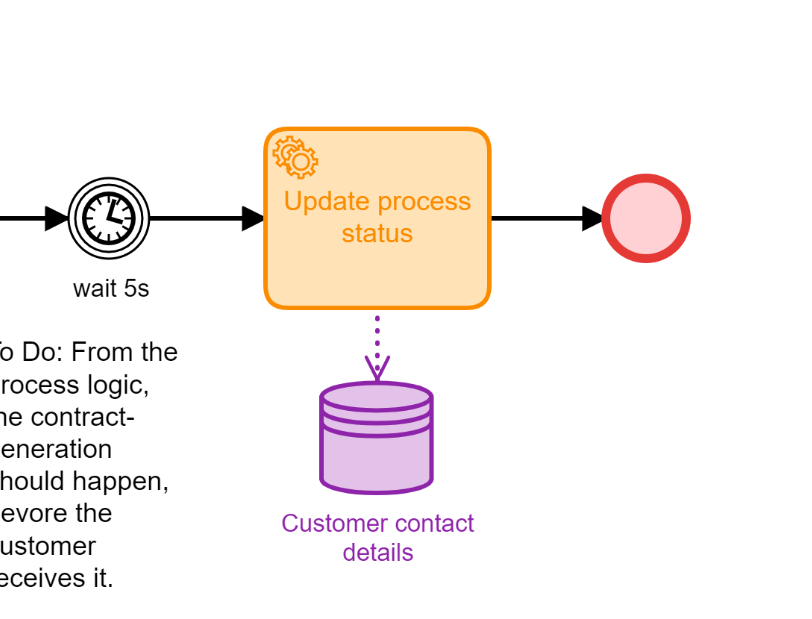 Update process
status
wait 5s
o Do: From the
rocess logic,
he contract-
eneration
hould happen,
evore the
ustomer
eceives it.
Customer contact
details